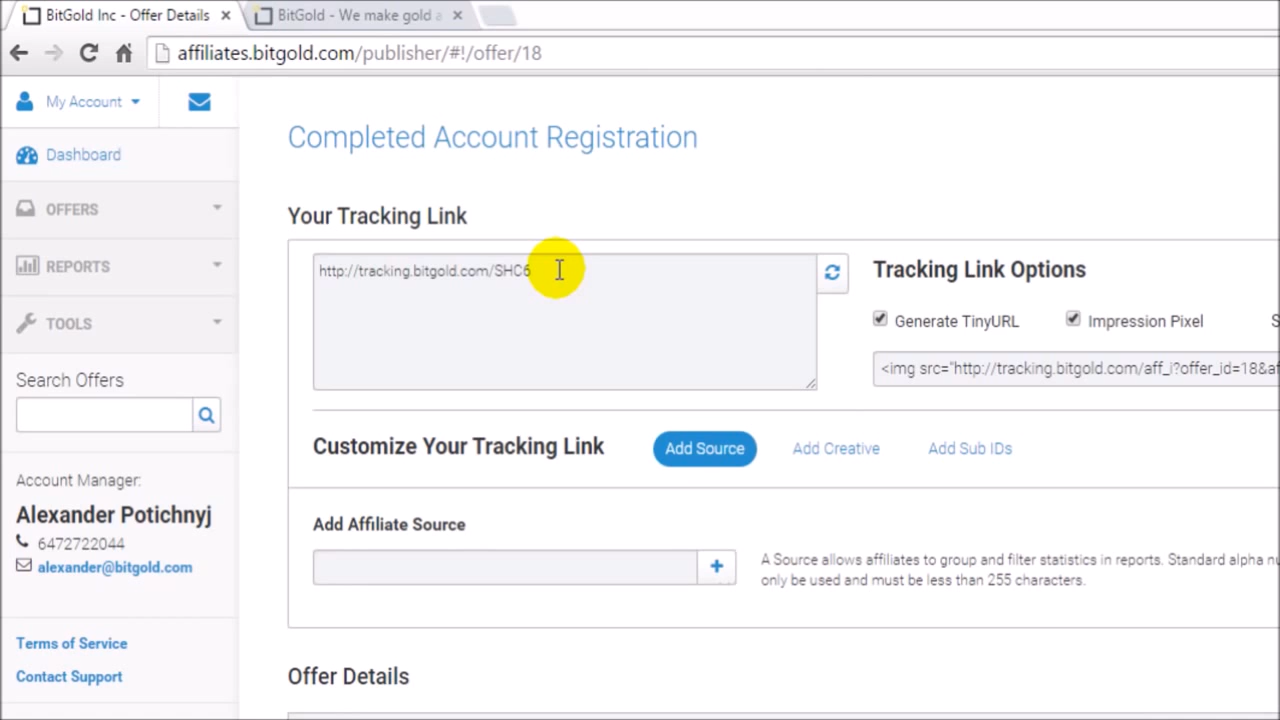 BitGold Inc - Offer Details
BitGold - We make gold a
affiliates.bitgold.com/publisher/#!/offer/18
My Account
Dashboard
OFFERS
REPORTS
TOOLS
Search Offers
Account Manager:
Alexander Potichnyj
6472722044
alexander@bitgold.com
Terms of Service
Contact Support
Completed Account Registration
Your Tracking Link
http://tracking.bitgold.com/SHC6
Tracking Link Options
Generate TinyURL
Impression Pixel
S
<img src="http://tracking.bitgold.com/aff_i?offer_id=18&af
Customize Your Tracking Link
Add Source
Add Creative
Add Sub IDs
Add Affiliate Source
A Source allows affiliates to group and filter statistics in reports. Standard alpha nu
only be used and must be less than 255 characters.
Offer Details